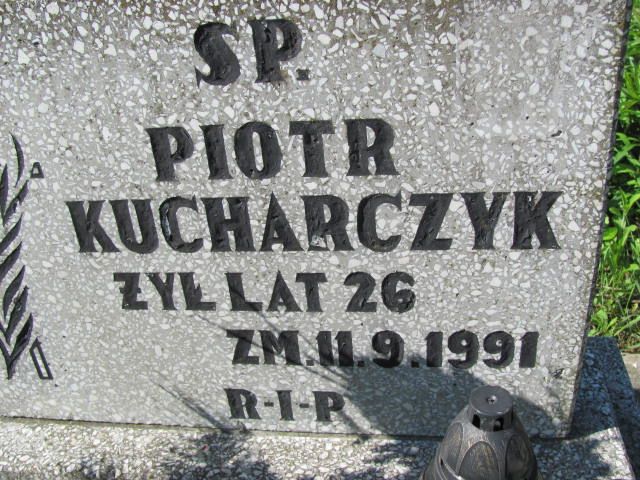 SP.
PIOTR
KUCHARCZYK
ŻYŁ LAT 26
ZM. 11. 9. 1991
R-I-P